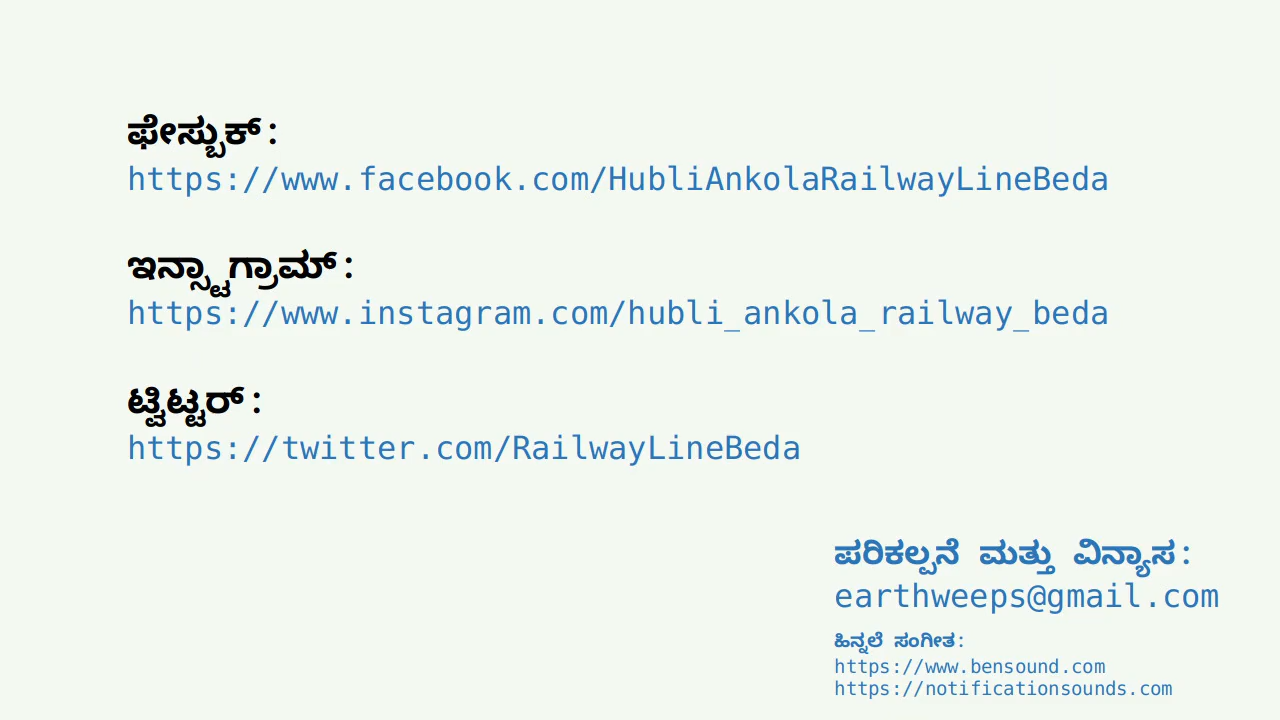 ಫೇಸ್ಬುಕ್:
https://www.facebook.com/HubliAnkolaRailwayLineBeda
ಇನ್ಸ್ಟಾಗ್ರಾಮ್:
https://www.instagram.com/hubli_ankola_railway_beda
ಟ್ವಿಟ್ಟರ್:
https://twitter.com/RailwayLineBeda
ಪರಿಕಲ್ಪನೆ ಮತ್ತು ವಿನ್ಯಾಸ:
earthweeps@gmail.com
ಹಿನ್ನಲೆ ಸಂಗೀತ:
https://www.bensound.com
https://notificationsounds.com